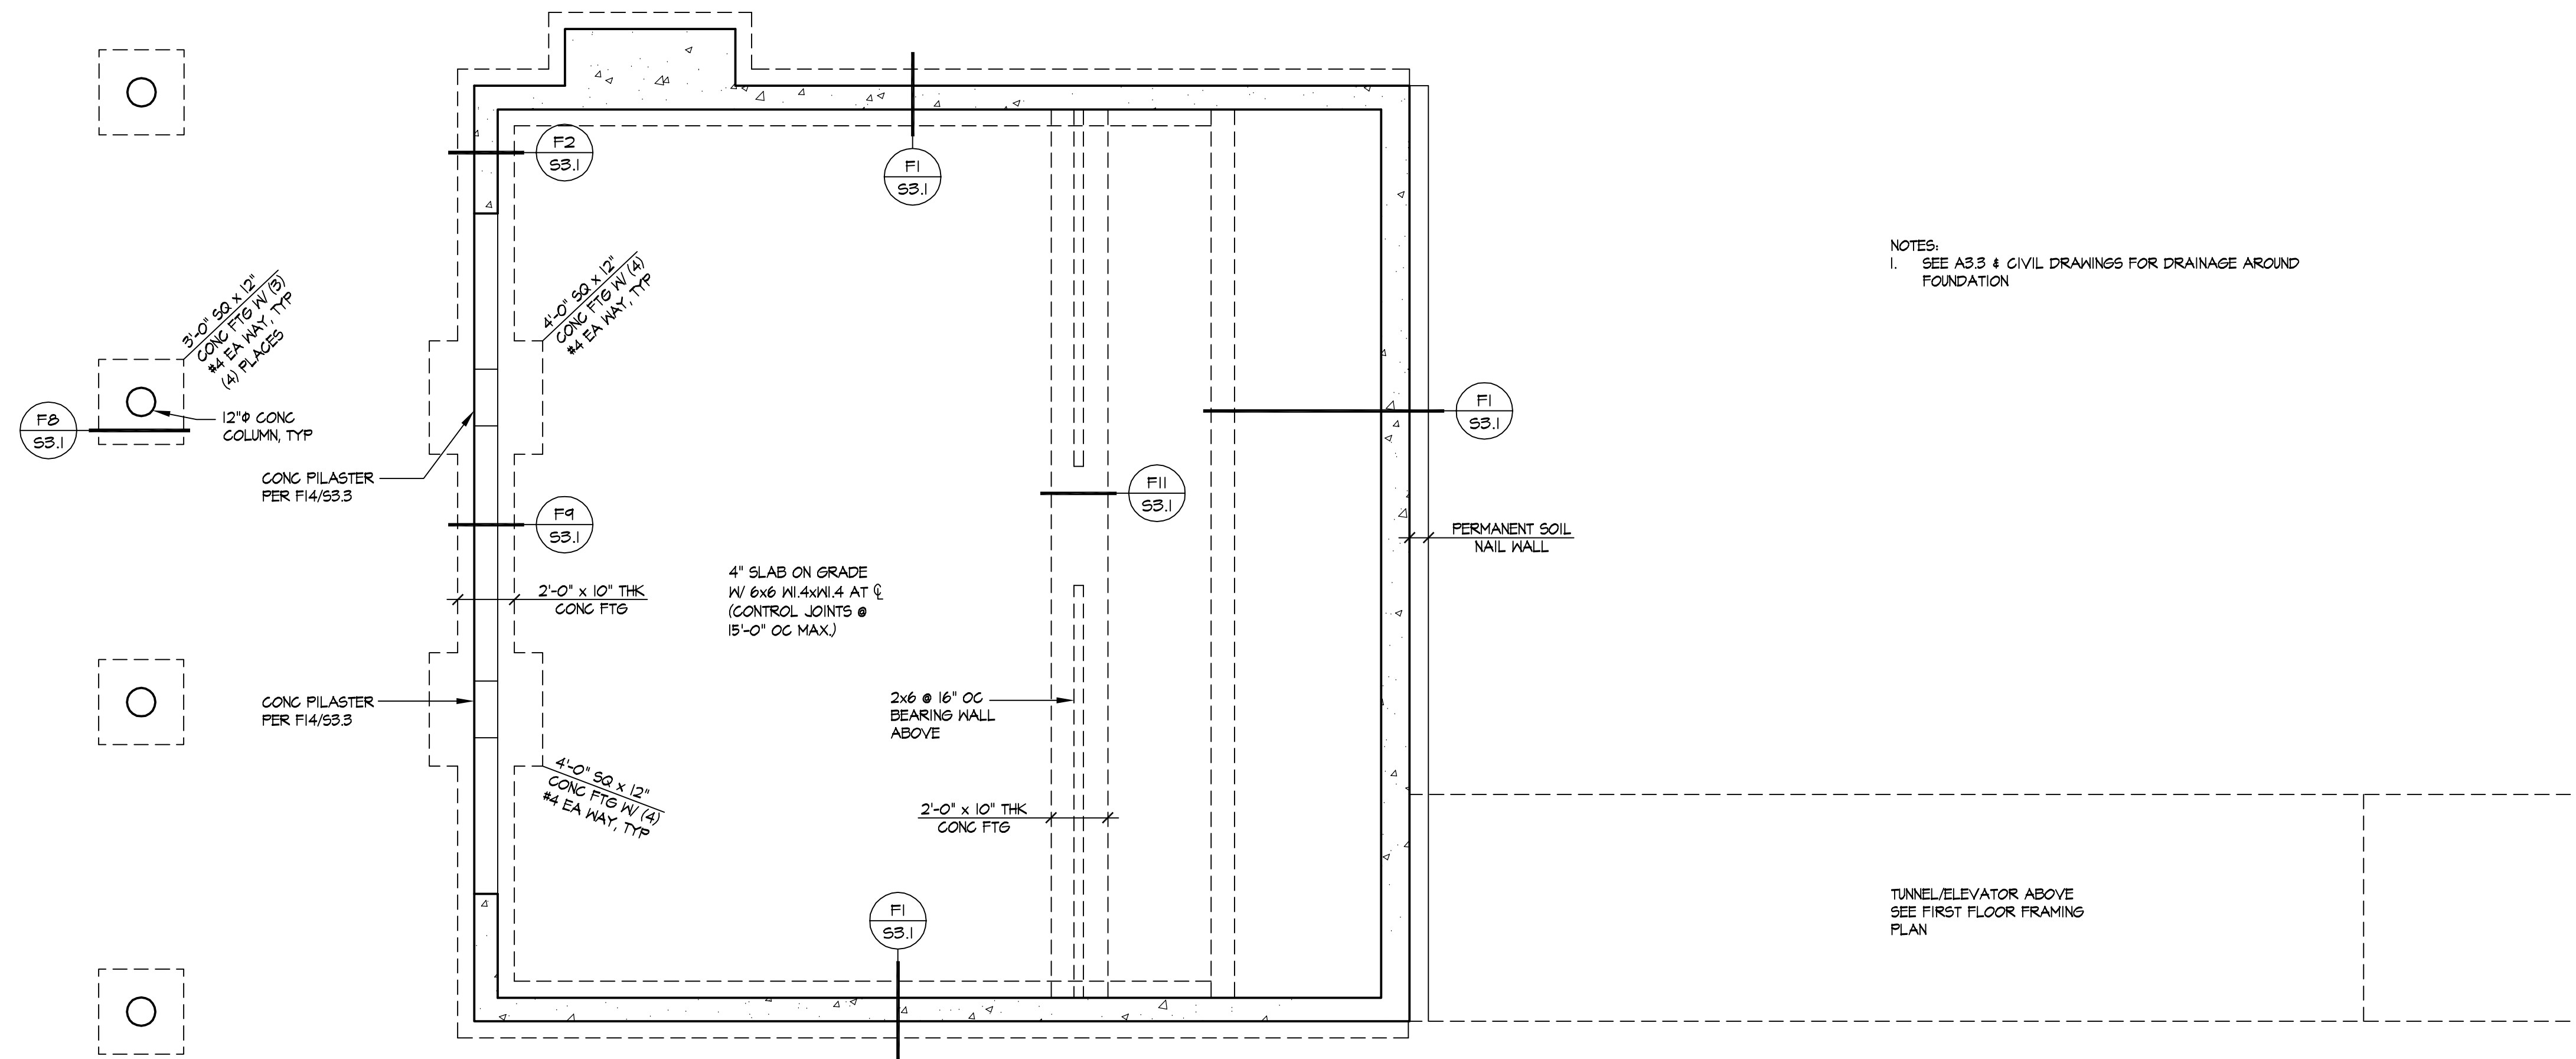 F2
S3.1
F1
S3.1
NOTES:
1. SEE A3.3 & CIVIL DRAWINGS FOR DRAINAGE AROUND
FOUNDATION
3'-0" SQ x 12"
CONC FTG W/ (3)
#4 EA WAY, TYP
(4) PLACES
4'-0" SQ x 12"
CONC FTG W/ (4)
#4 EA WAY, TYP
F8
S3.1
12"Φ CONC
COLUMN, TYP
F1
S3.1
CONC PILASTER
PER F14/S3.3
F11
S3.1
F9
S3.1
PERMANENT SOIL
NAIL WALL
4" SLAB ON GRADE
W/ 6x6 W1.4xW1.4 AT ℄
(CONTROL JOINTS @
15'-0" OC MAX.)
2'-0" x 10" THK
CONC FTG
CONC PILASTER
PER F14/S3.3
2x6 @ 16" OC
BEARING WALL
ABOVE
4'-0" SQ x 12"
CONC FTG W/ (4)
#4 EA WAY, TYP
2'-0" x 10" THK
CONC FTG
F1
S3.1
TUNNEL/ELEVATOR ABOVE
SEE FIRST FLOOR FRAMING
PLAN